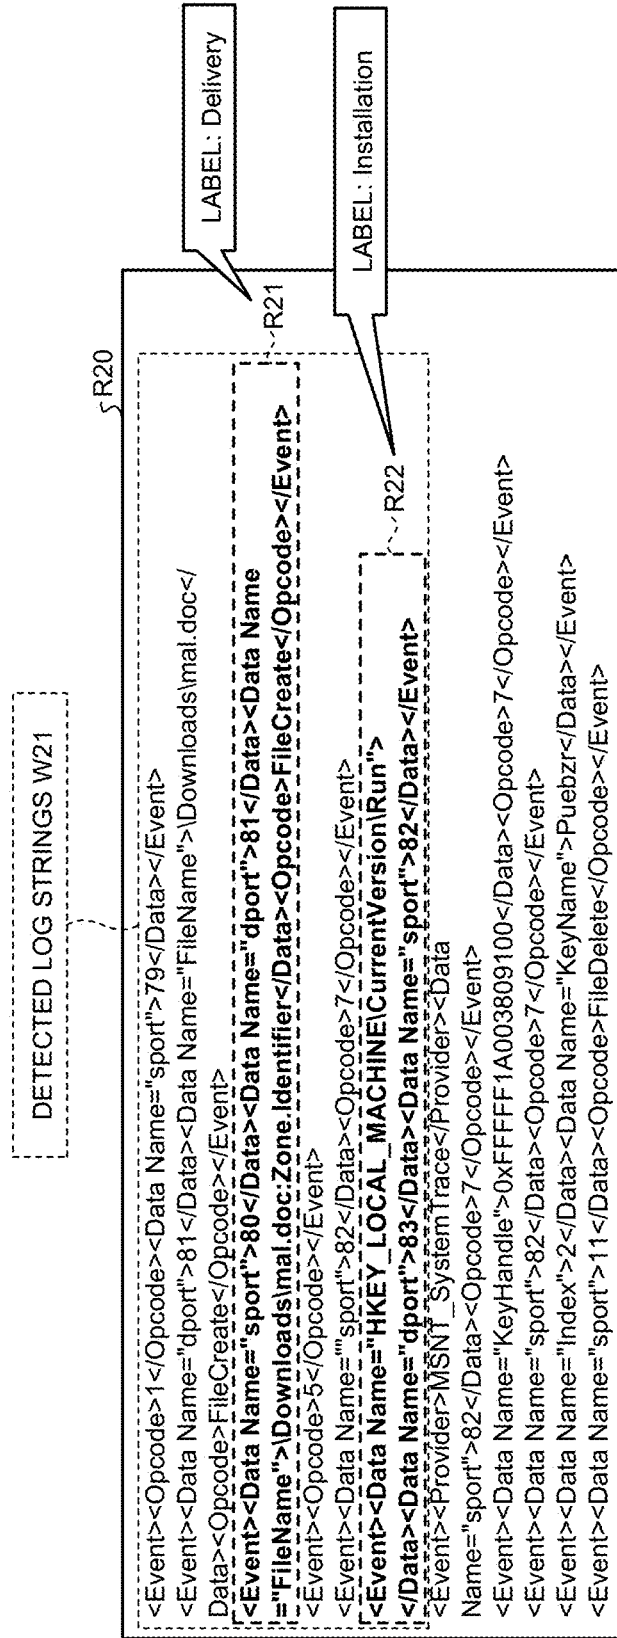 DETECTED LOG STRINGS W21
R20
<Event><Opcode>1</Opcode><Data Name="sport">79</Data></Event>
<Event><Data Name="dport">81</Data><Data Name="FileName">\Downloads\mal.doc</
Data><Opcode>FileCreate</Opcode></Event>
<Event><Data Name="sport">80</Data><Data Name="dport">81</Data><Data Name
="FileName">\Downloads\mal.doc:Zone.Identifier</Data><Opcode>FileCreate</Opcode></Event>
R21
LABEL: Delivery
<Event><Opcode>5</Opcode></Event>
<Event><Data Name=""sport">82</Data><Opcode>7</Opcode></Event>
<Event><Data Name="HKEY_LOCAL_MACHINE\CurrentVersion\Run">
</Data><Data Name="dport">83</Data><Data Name="sport">82</Data></Event>
R22
LABEL: Installation
<Event><Provider>MSNT_SystemTrace</Provider><Data
Name="sport">82</Data><Opcode>7</Opcode></Event>
<Event><Data Name="KeyHandle">0xFFFFF1A003809100</Data><Opcode>7</Opcode></Event>
<Event><Data Name="sport">82</Data><Opcode>7</Opcode></Event>
<Event><Data Name="Index">2</Data><Data Name="KeyName">Puebzr</Data></Event>
<Event><Data Name="sport">11</Data><Opcode>FileDelete</Opcode></Event>